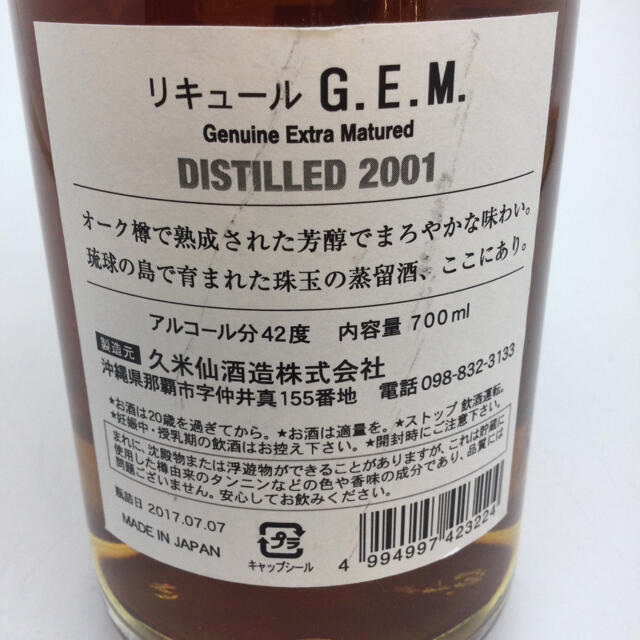 リキュール G.E.M.
Genuine Extra Matured
DISTILLED 2001
オーク樽で熟成された芳醇でまろやかな味わい。
琉球の島で育まれた珠玉の蒸留酒、ここにあり。
アルコール分42度 内容量 700ml
製造元 久米仙酒造株式会社
沖縄県那覇市字仲井真155番地 電話098-832-3133
★お酒は20歳を過ぎてから。★お酒は適量を。★ストップ 飲酒運転。
★妊娠中・授乳期の飲酒はお控え下さい。★開封時にご注意下さい。
まれに、沈殿物または浮遊物ができることがありますが、これは貯蔵に
使用した樽由来のタンニンなどの色や香味の成分であり、品質には
問題ございません。安心してお飲みください。
瓶詰日 2017.07.07
MADE IN JAPAN
プラ
キャップシール
4 994997 423224